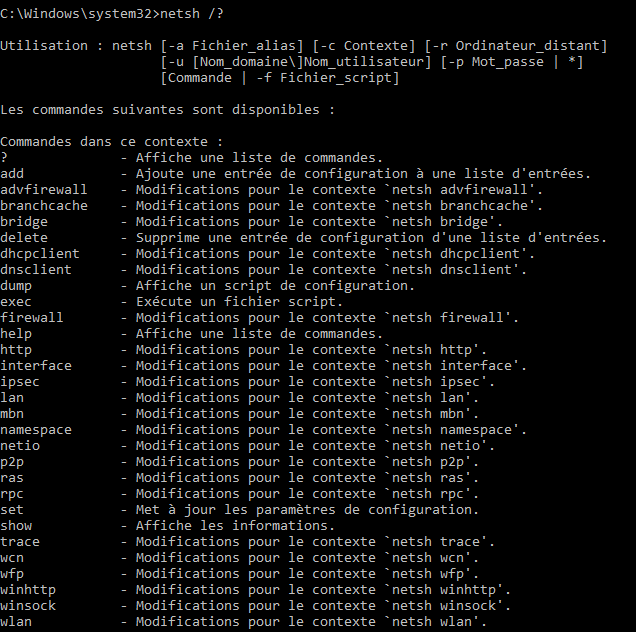 C:\Windows\system32>netsh /?
Utilisation : netsh [-a Fichier_alias] [-c Contexte] [-r Ordinateur_distant]
[-u [Nom_domaine\]Nom_utilisateur] [-p Mot_passe | *]
[Commande | -f Fichier_script]
Les commandes suivantes sont disponibles :
Commandes dans ce contexte :
? - Affiche une liste de commandes.
add - Ajoute une entrée de configuration à une liste d'entrées.
advfirewall - Modifications pour le contexte `netsh advfirewall'.
branchcache - Modifications pour le contexte `netsh branchcache'.
bridge - Modifications pour le contexte `netsh bridge'.
delete - Supprime une entrée de configuration d'une liste d'entrées.
dhcpclient - Modifications pour le contexte `netsh dhcpclient'.
dnsclient - Modifications pour le contexte `netsh dnsclient'.
dump - Affiche un script de configuration.
exec - Exécute un fichier script.
firewall - Modifications pour le contexte `netsh firewall'.
help - Affiche une liste de commandes.
http - Modifications pour le contexte `netsh http'.
interface - Modifications pour le contexte `netsh interface'.
ipsec - Modifications pour le contexte `netsh ipsec'.
lan - Modifications pour le contexte `netsh lan'.
mbn - Modifications pour le contexte `netsh mbn'.
namespace - Modifications pour le contexte `netsh namespace'.
netio - Modifications pour le contexte `netsh netio'.
p2p - Modifications pour le contexte `netsh p2p'.
ras - Modifications pour le contexte `netsh ras'.
rpc - Modifications pour le contexte `netsh rpc'.
set - Met à jour les paramètres de configuration.
show - Affiche les informations.
trace - Modifications pour le contexte `netsh trace'.
wcn - Modifications pour le contexte `netsh wcn'.
wfp - Modifications pour le contexte `netsh wfp'.
winhttp - Modifications pour le contexte `netsh winhttp'.
winsock - Modifications pour le contexte `netsh winsock'.
wlan - Modifications pour le contexte `netsh wlan'.